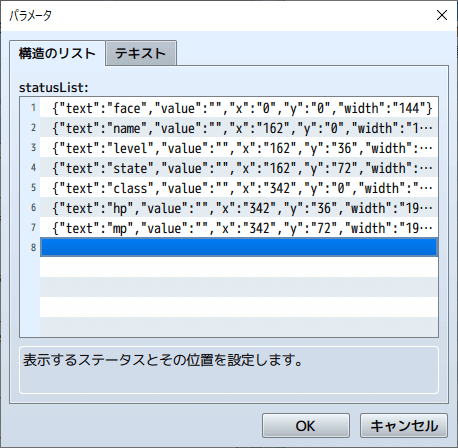 パラメータ
構造のリスト
テキスト
statusList:
1 {"text":"face","value":"","x":"0","y":"0","width":"144"}
2 {"text":"name","value":"","x":"162","y":"0","width":"1…
3 {"text":"level","value":"","x":"162","y":"36","width":…
4 {"text":"state","value":"","x":"162","y":"72","width":…
5 {"text":"class","value":"","x":"342","y":"0","width":"…
6 {"text":"hp","value":"","x":"342","y":"36","width":"19…
7 {"text":"mp","value":"","x":"342","y":"72","width":"19…
8
表示するステータスとその位置を設定します。
OK
キャンセル